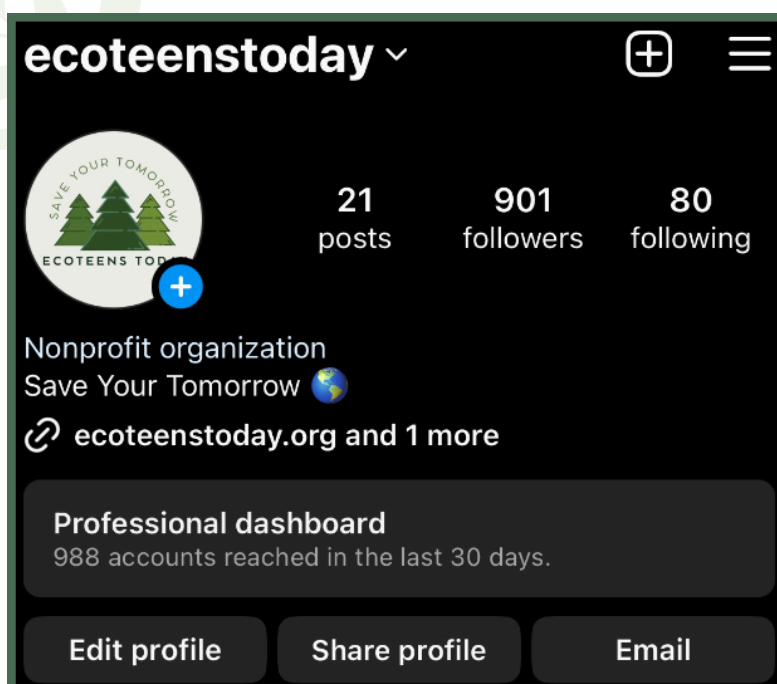 ecoteenstoday
SAVE YOUR TOMORROW
ECOTEENS TODAY
21
posts
901
followers
80
following
Nonprofit organization
Save Your Tomorrow 🌎
ecoteenstoday.org and 1 more
Professional dashboard
988 accounts reached in the last 30 days.
Edit profile
Share profile
Email